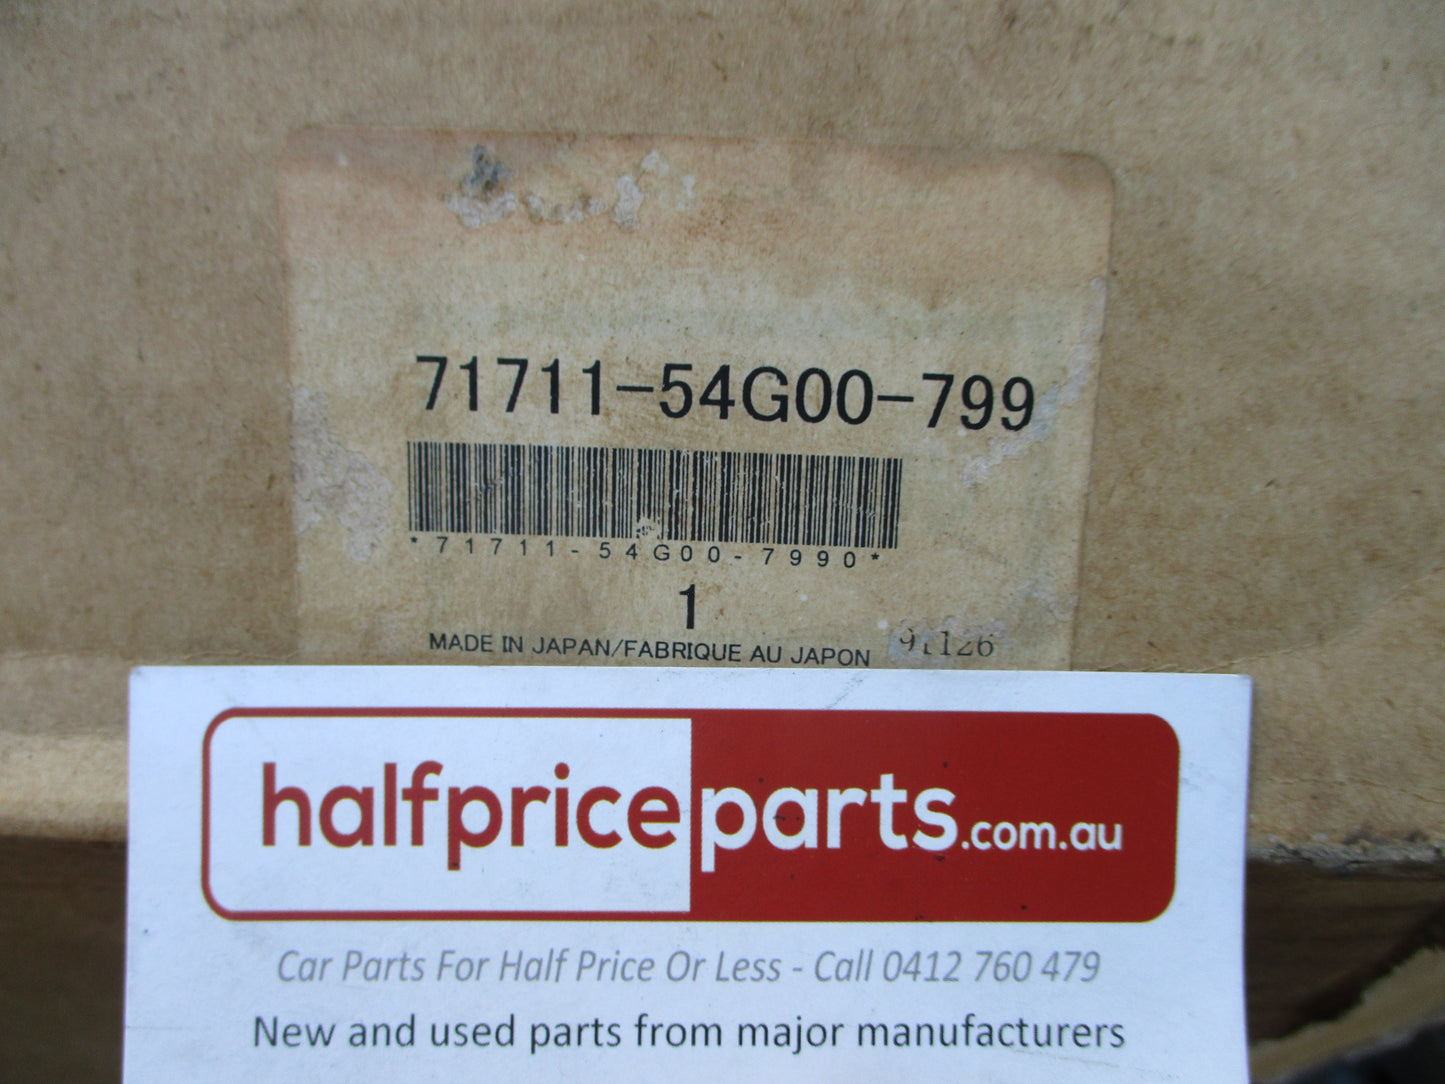 71711-54G00-799
*71711-54G00-7990*
1
MADE IN JAPAN/FABRIQUE AU JAPON 91126
halfpriceparts.com.au
Car Parts For Half Price Or Less - Call 0412 760 479
New and used parts from major manufacturers